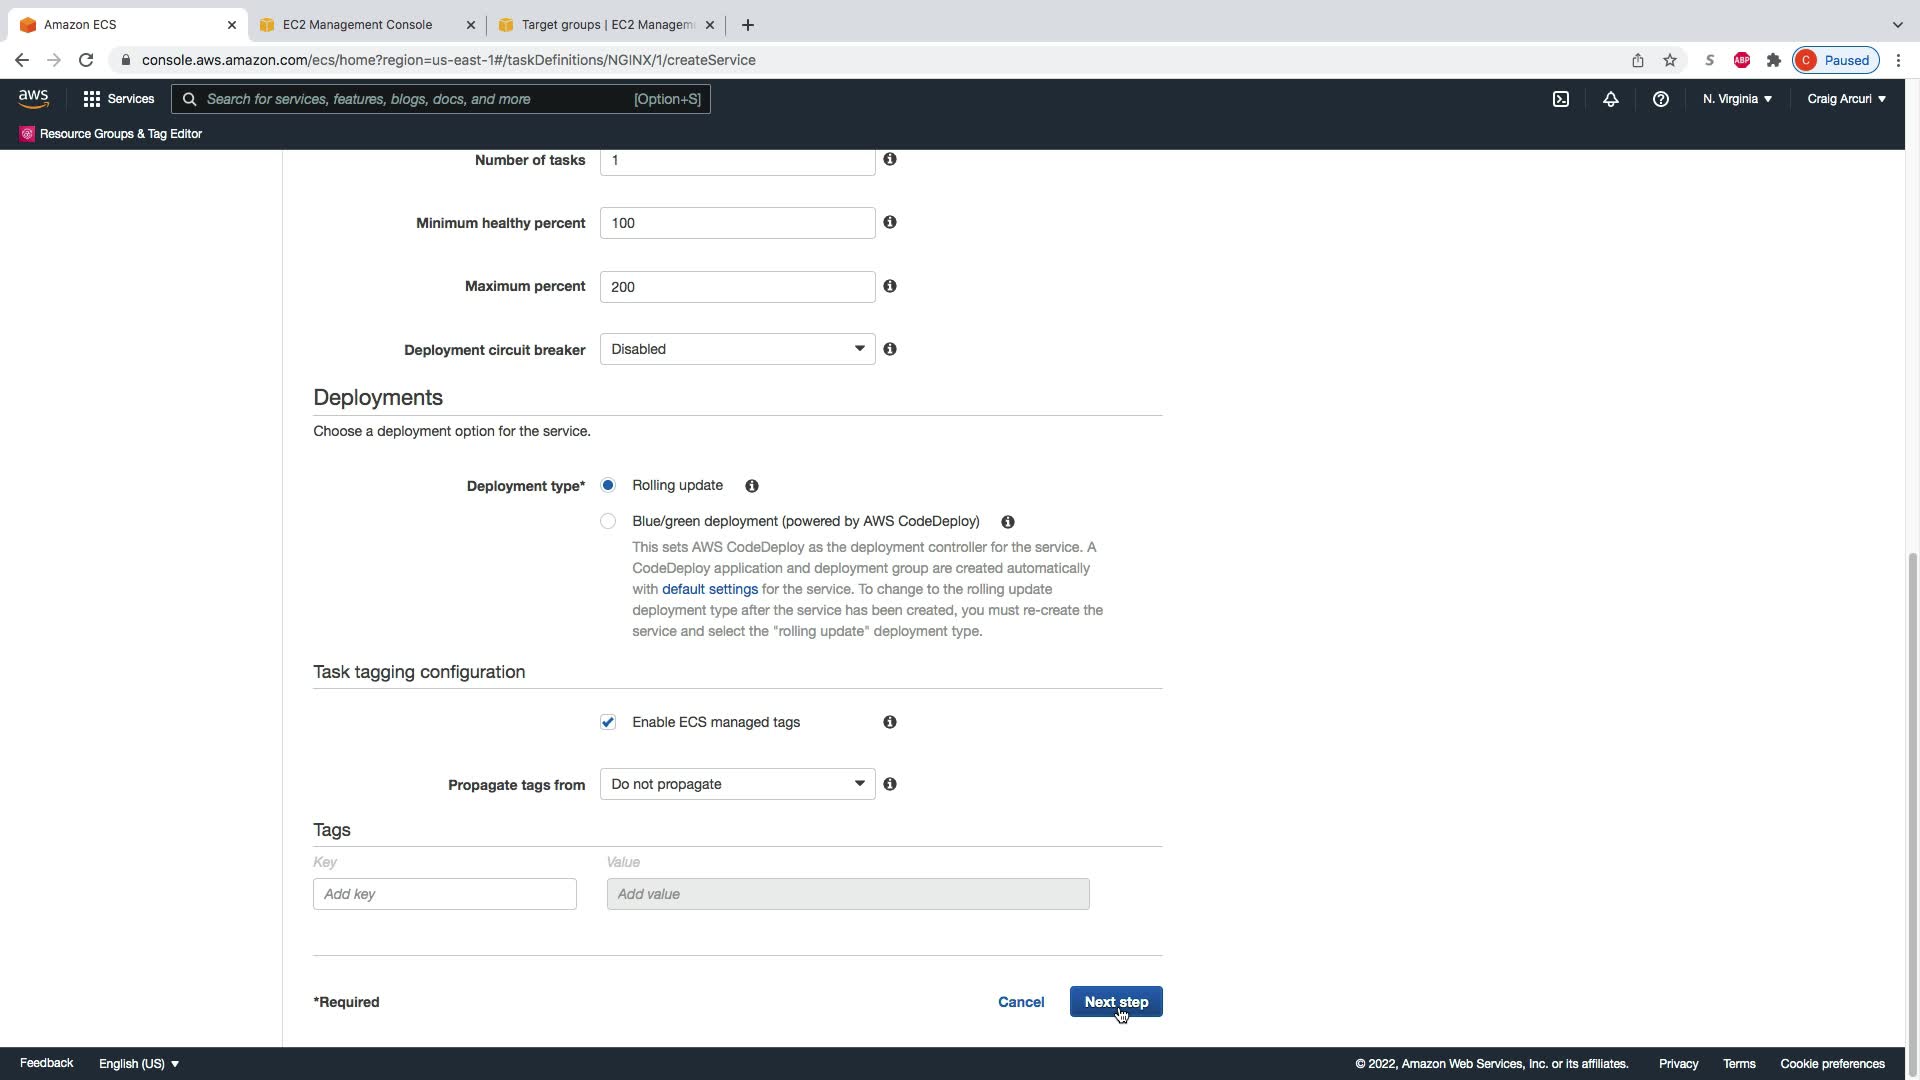 Amazon ECS
EC2 Management Console
Target groups | EC2 Managem
console.aws.amazon.com/ecs/home?region=us-east-1#/taskDefinitions/NGINX/1/createService
S
ABP
C
Paused
aws
Services
Search for services, features, blogs, docs, and more
[Option+S]
N. Virginia
Craig Arcuri
Resource Groups & Tag Editor
Number of tasks
1
Minimum healthy percent
100
Maximum percent
200
Deployment circuit breaker
Disabled
Deployments
Choose a deployment option for the service.
Deployment type*
Rolling update
Blue/green deployment (powered by AWS CodeDeploy)
This sets AWS CodeDeploy as the deployment controller for the service. A
CodeDeploy application and deployment group are created automatically
with default settings for the service. To change to the rolling update
deployment type after the service has been created, you must re-create the
service and select the "rolling update" deployment type.
Task tagging configuration
Enable ECS managed tags
Propagate tags from
Do not propagate
Tags
Key
Value
Add key
Add value
*Required
Cancel
Next step
Feedback
English (US)
© 2022, Amazon Web Services, Inc. or its affiliates.
Privacy
Terms
Cookie preferences